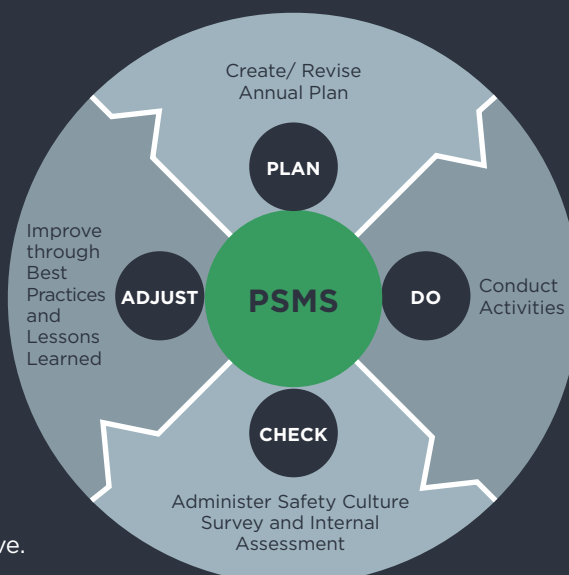 Create/ Revise
Annual Plan
PLAN
Improve
through
Best
Practices
and
Lessons
Learned
ADJUST
PSMS
DO
Conduct
Activities
CHECK
Administer Safety Culture
Survey and Internal
Assessment